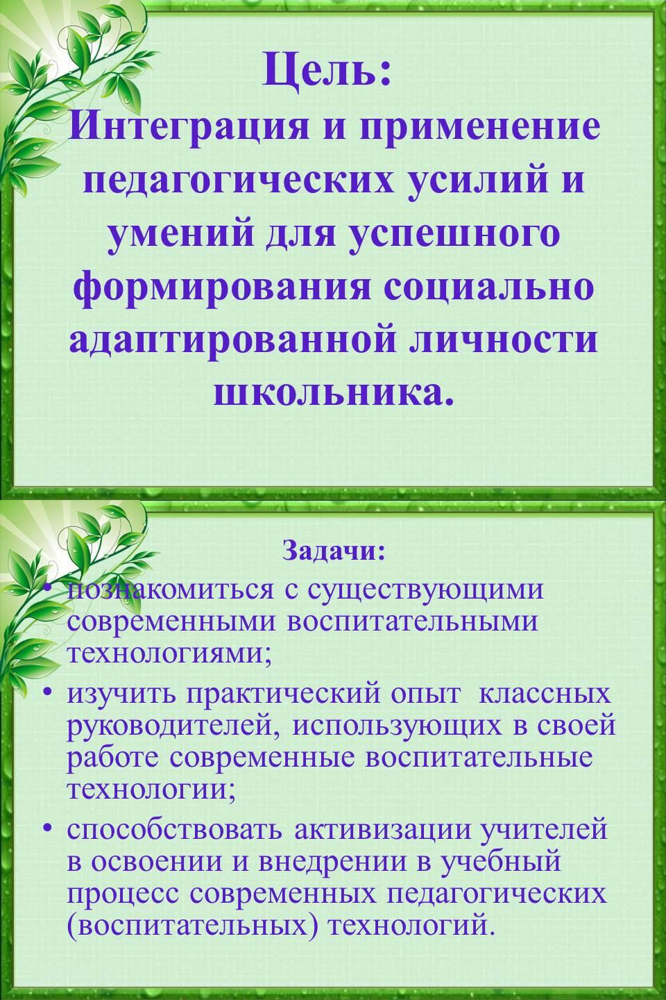 Цель:
Интеграция и применение
педагогических усилий и
умений для успешного
формирования социально
адаптированной личности
школьника.
Задачи:
• познакомиться с существующими
современными воспитательными
технологиями;
• изучить практический опыт  классных
руководителей, использующих в своей
работе современные воспитательные
технологии;
• способствовать активизации учителей
в освоении и внедрении в учебный
процесс современных педагогических
(воспитательных) технологий.